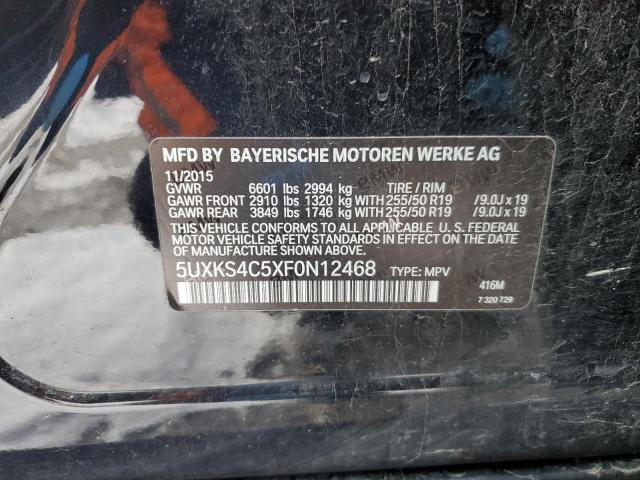 MFD BY BAYERISCHE MOTOREN WERKE AG
11/2015
GVWR 6601 lbs 2994 kg TIRE / RIM
GAWR FRONT 2910 lbs 1320 kg WITH 255/50 R19 /9.0J x 19
GAWR REAR 3849 lbs 1746 kg WITH 255/50 R19 /9.0J x 19
THIS VEHICLE CONFORMS TO ALL APPLICABLE U. S. FEDERAL
MOTOR VEHICLE SAFETY STANDARDS IN EFFECT ON
THE DATE OF MANUFACTURE SHOWN ABOVE.
5UXKS4C5XF0N12468 TYPE: MPV
416M
7 320 729